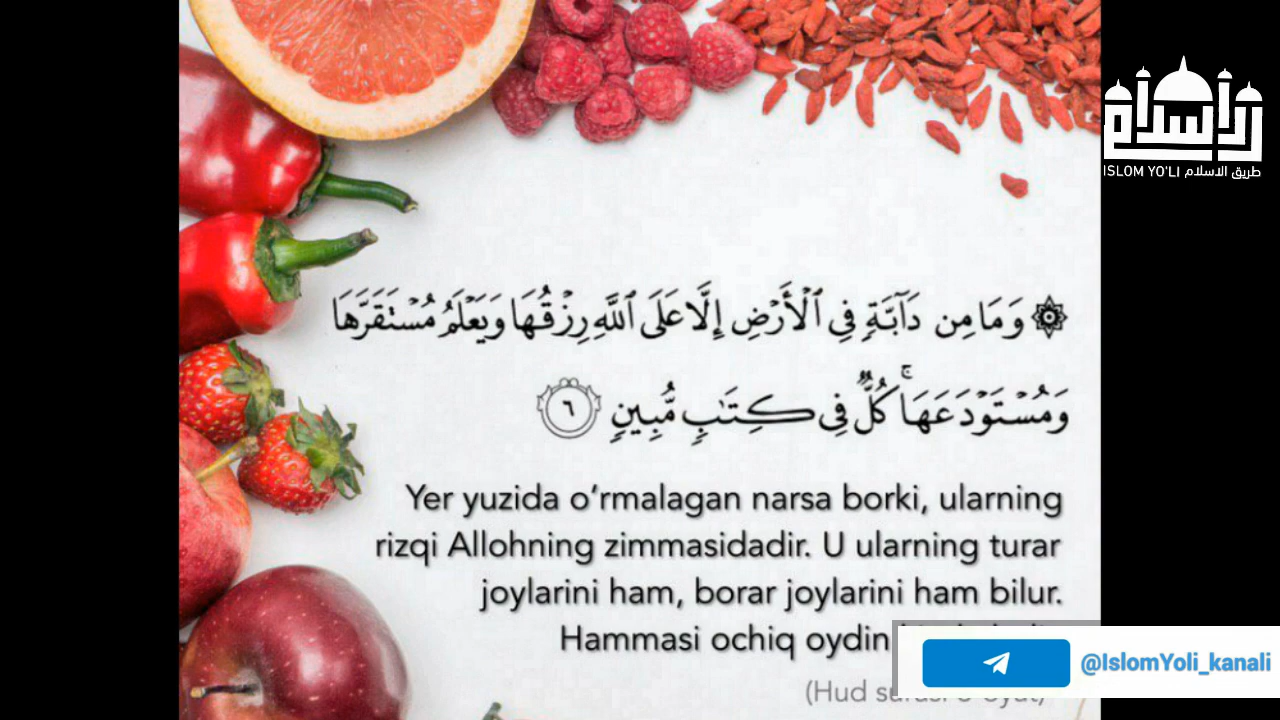 ۞ وَمَا مِن دَآبَّةٍ فِي ٱلْأَرْضِ إِلَّا عَلَى ٱللَّهِ رِزْقُهَا وَيَعْلَمُ مُسْتَقَرَّهَا
وَمُسْتَوْدَعَهَا ۚ كُلٌّ فِي كِتَٰبٍ مُّبِينٍ ٦
Yer yuzida o‘rmalagan narsa borki, ularning
rizqi Allohning zimmasidadir. U ularning turar
joylarini ham, borar joylarini ham bilur.
Hammasi ochiq oydin
(Hud
ISLOM YO'LI طريق الاسلام
@IslomYoli_kanali